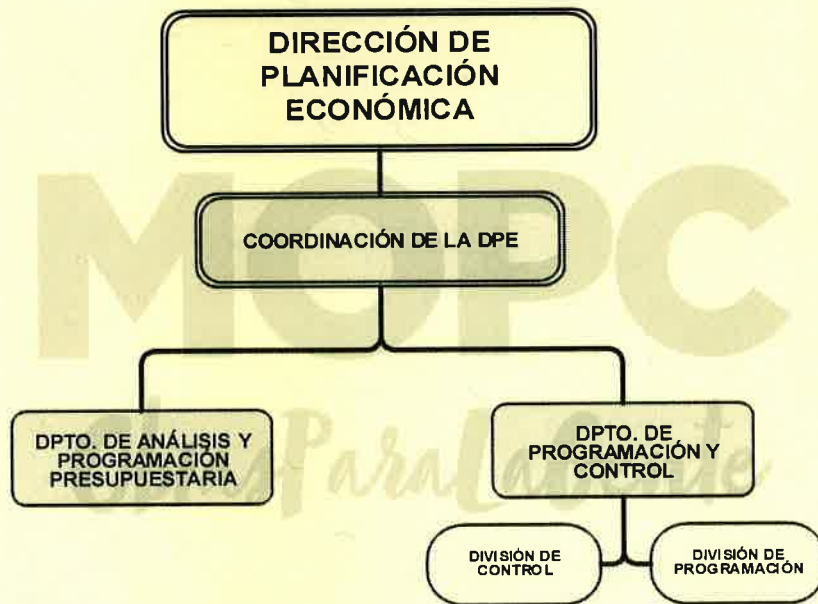 DIRECCIÓN DE
PLANIFICACIÓN
ECONÓMICA
MOPC
COORDINACIÓN DE LA DPE
DPTO. DE ANÁLISIS Y
PROGRAMACIÓN
PRESUPUESTARIA
DPTO. DE
PROGRAMACIÓN Y
CONTROL
ObrasParaLaGente
DIVISIÓN DE
CONTROL
DIVISIÓN DE
PROGRAMACIÓN